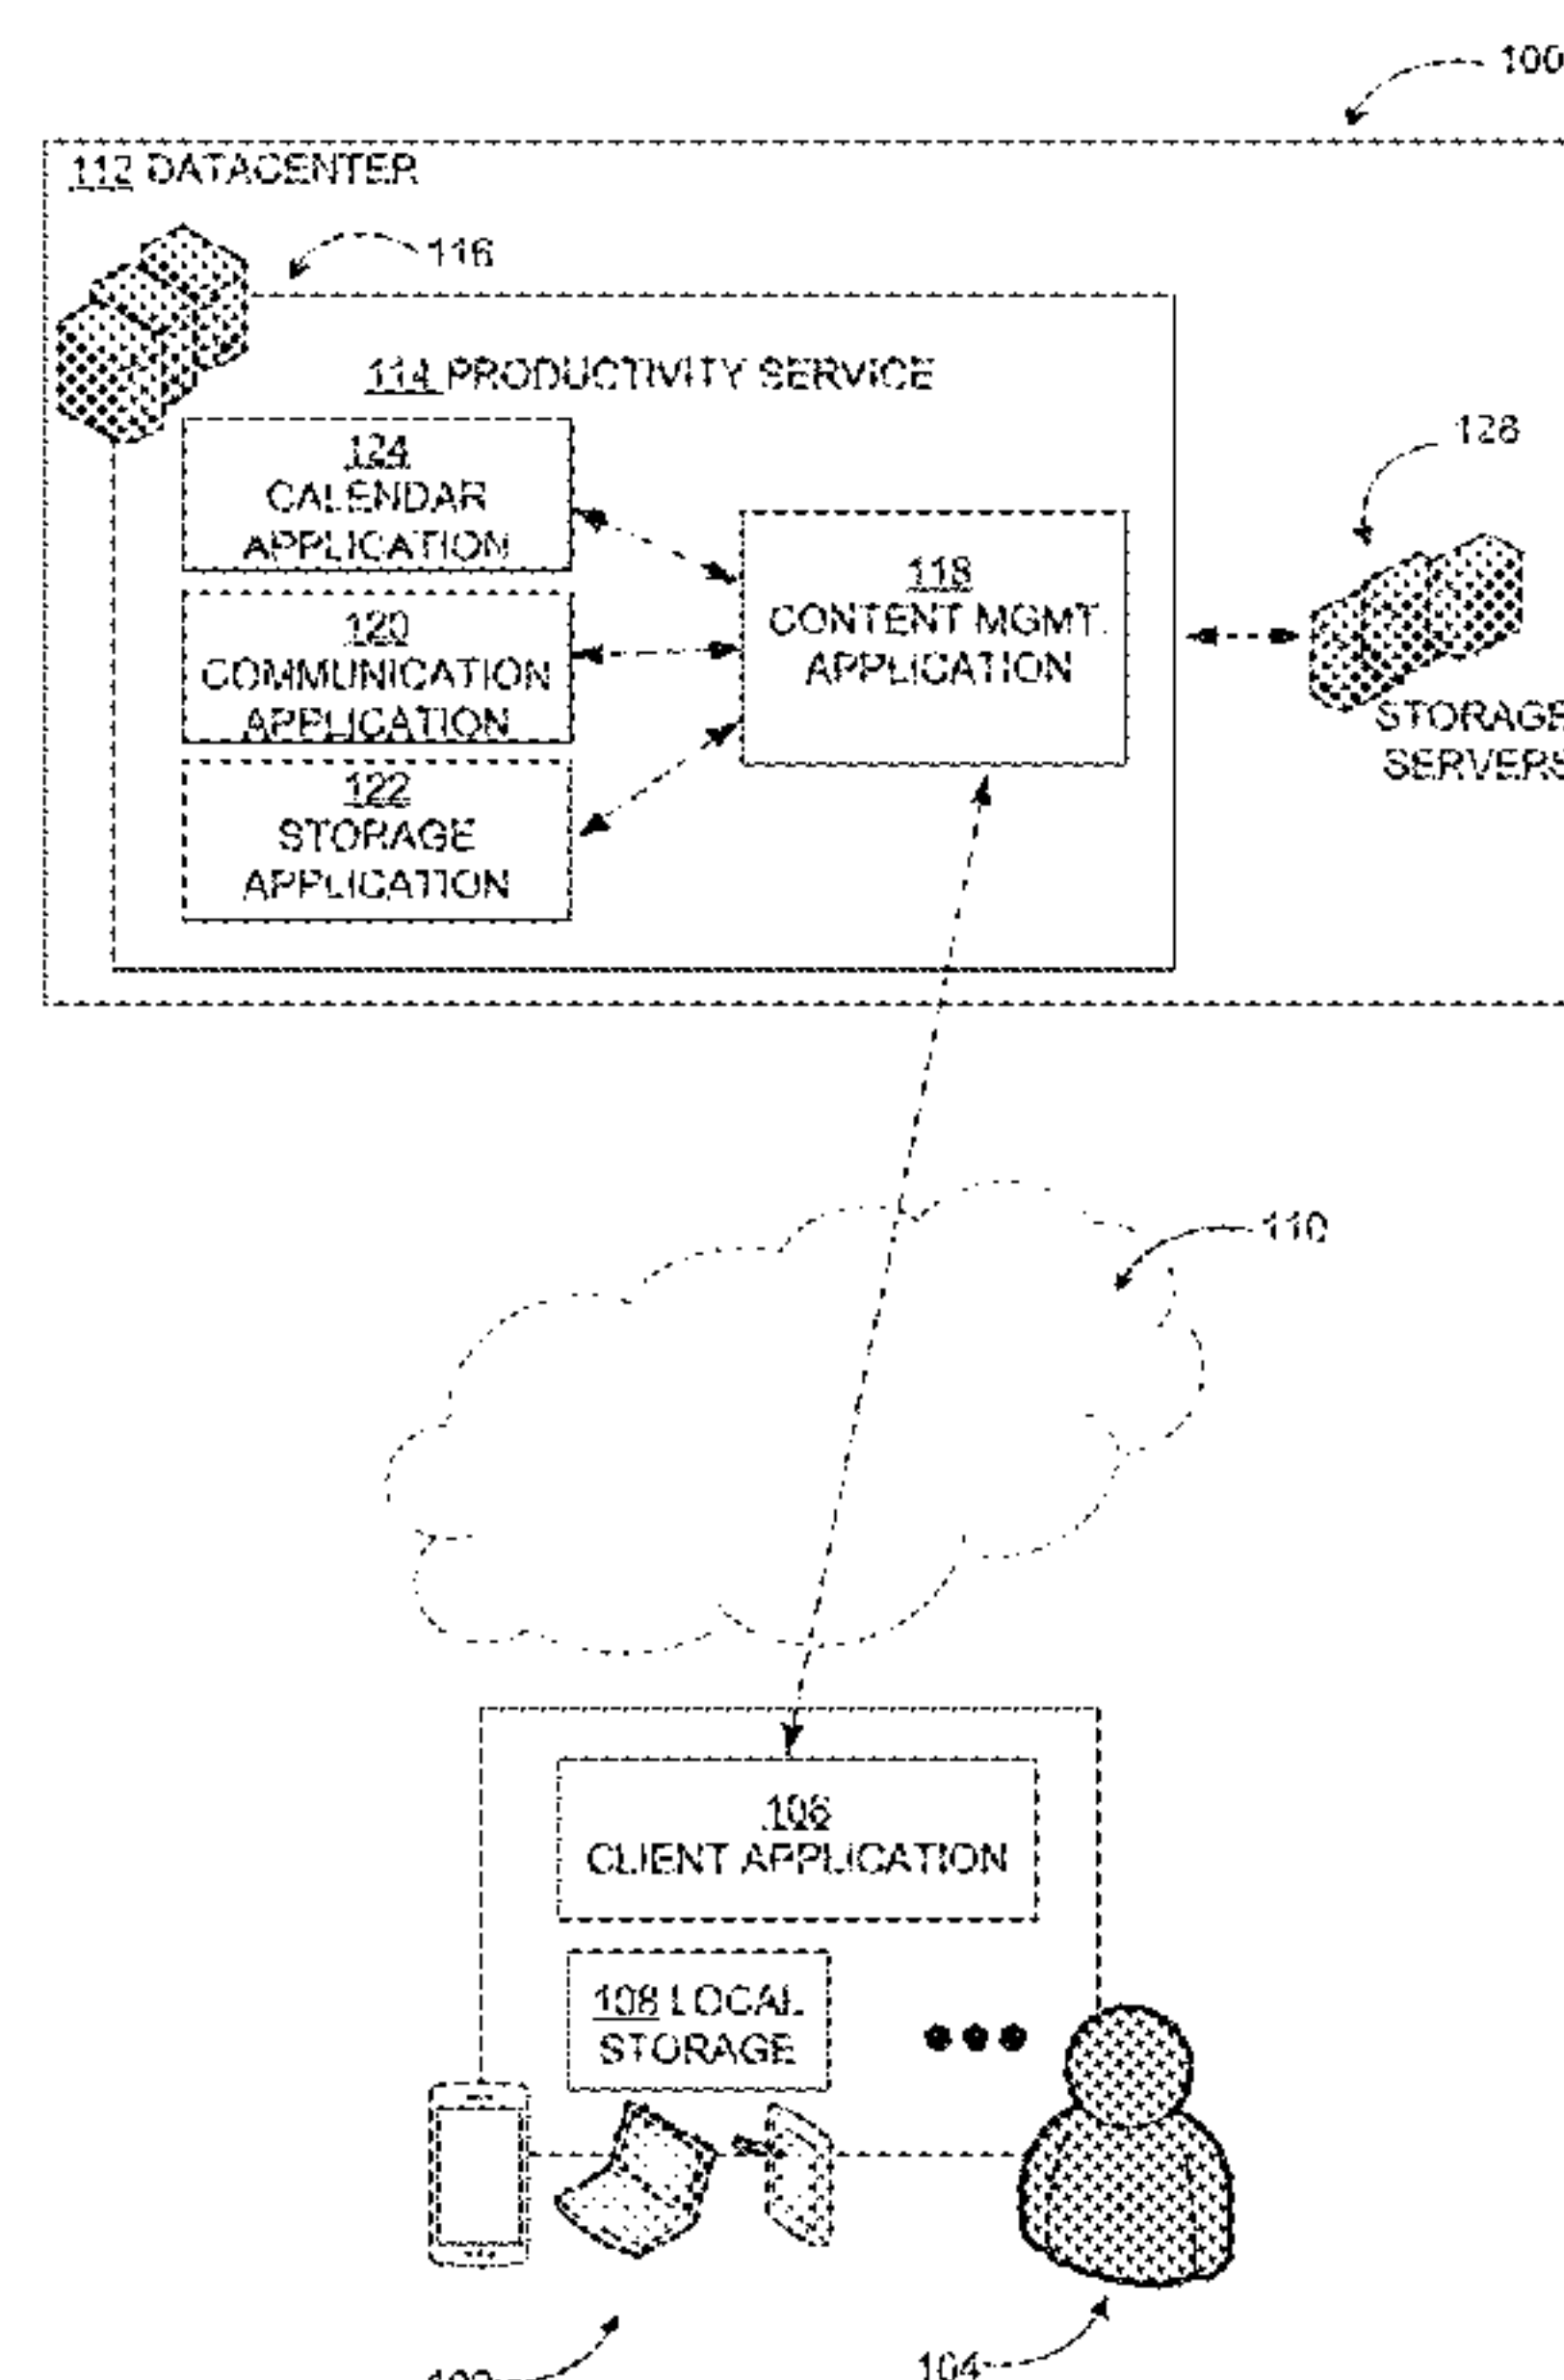 100
112 DATACENTER
116
114 PRODUCTIVITY SERVICE
128
124
CALENDAR
APPLICATION
118
CONTENT MGMT.
APPLICATION
120
COMMUNICATION
APPLICATION
STORAGE
SERVERS
122
STORAGE
APPLICATION
110
106
CLIENT APPLICATION
108 LOCAL
STORAGE
104